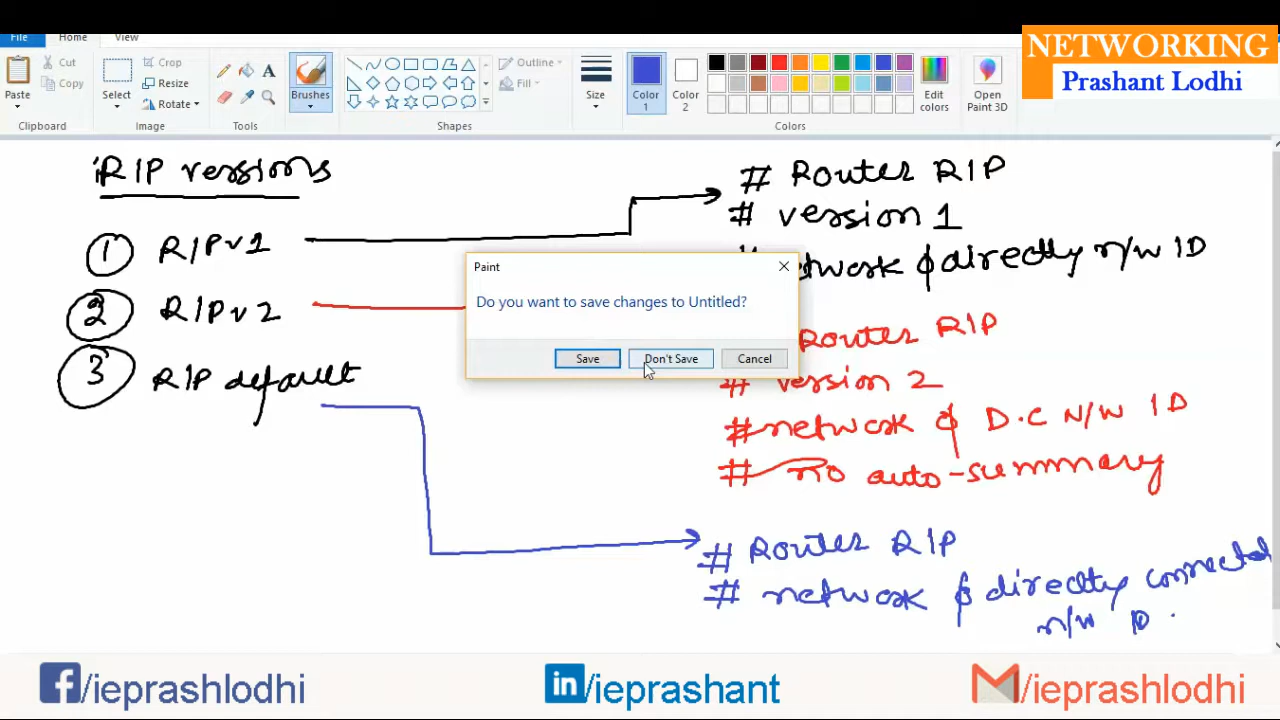 File Home View
NETWORKING
Prashant Lodhi
Paste
Cut
Copy
Clipboard
Select
Crop
Resize
Rotate
Image
A
Tools
Brushes
Shapes
Outline
Fill
Size
Color 1
Color 2
Colors
Edit colors
Open Paint 3D
RIP versions
1 RIPv1
2 RIPv2
3 RIP default
# Router RIP
# version 1
network directly n/w ID
Router RIP
# version 2
# network D.C N/W ID
# no auto-summary
# Router RIP
# network directly connected
n/w ID
Paint
Do you want to save changes to Untitled?
Save Don't Save Cancel
f/ieprashlodhi in/ieprashant /ieprashlodhi